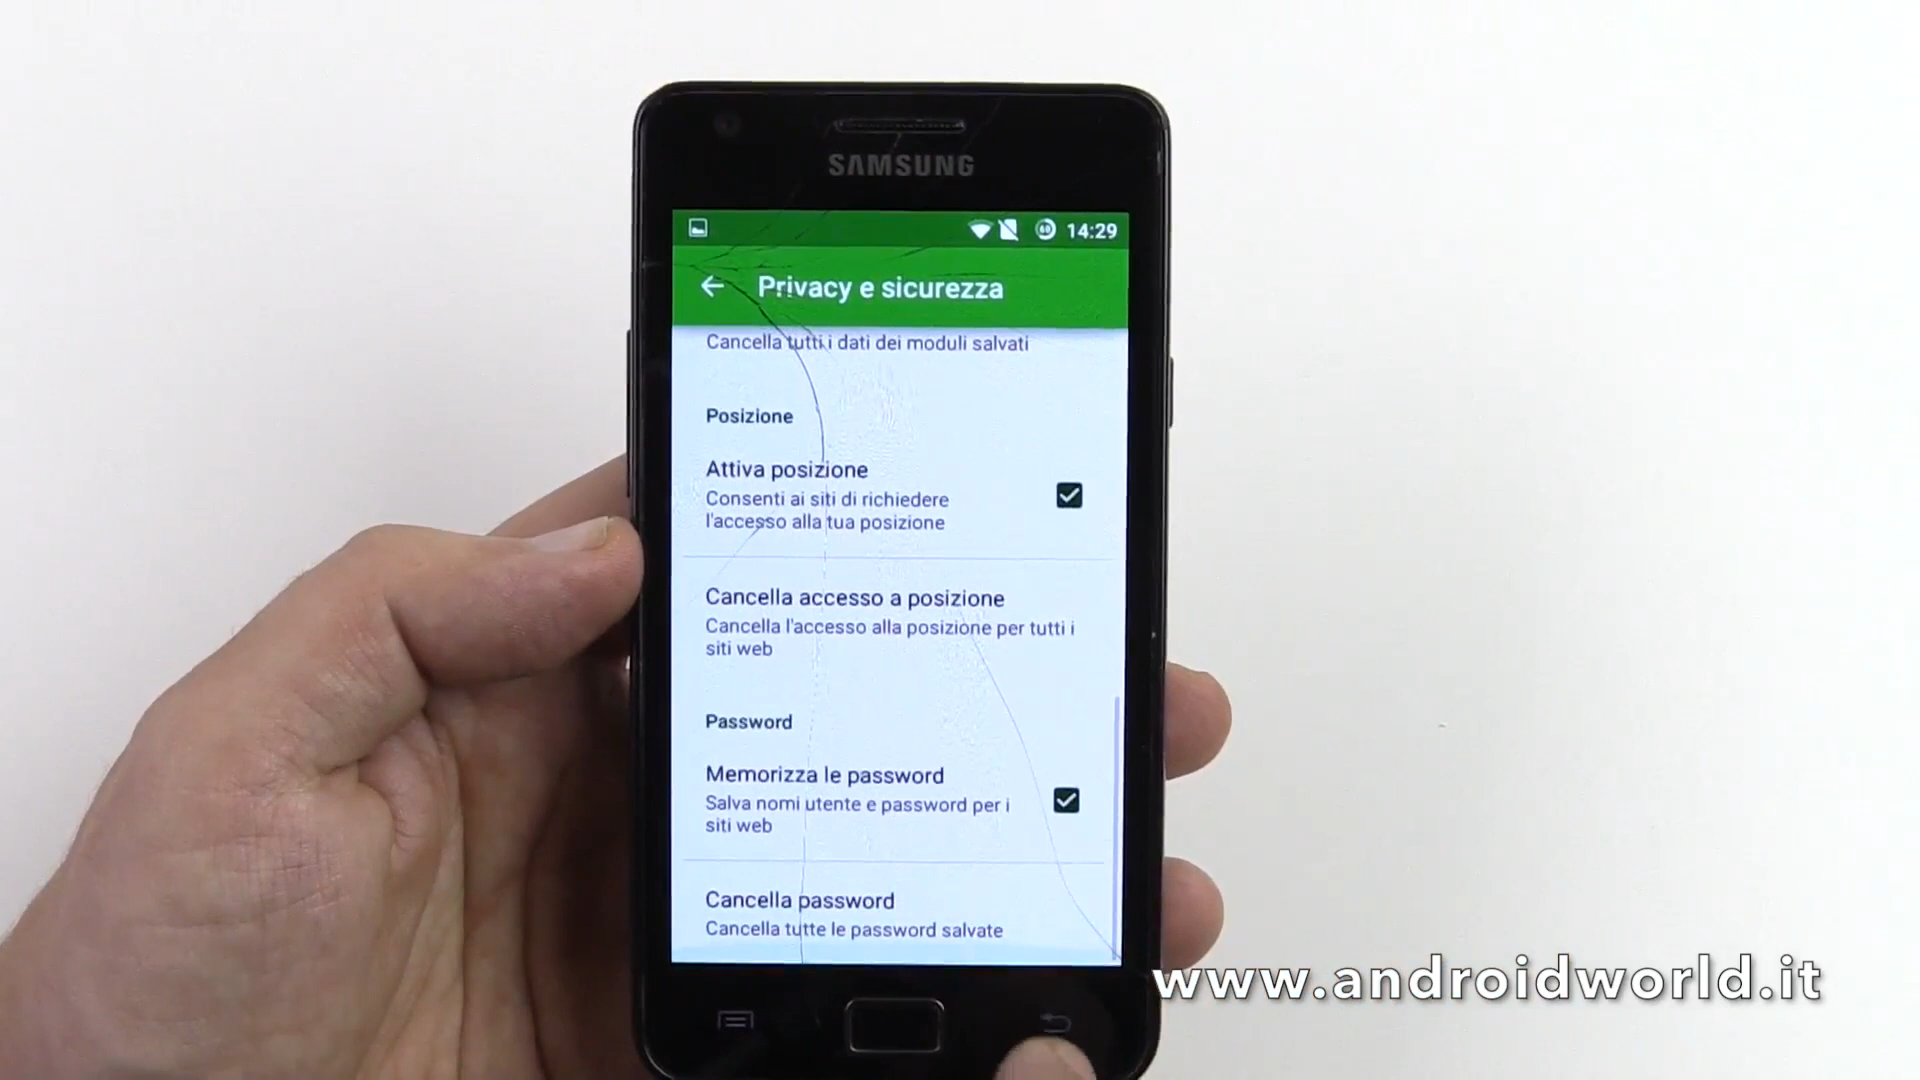 SAMSUNG
68 14:29
Privacy e sicurezza
Cancella tutti i dati dei moduli salvati
Posizione
Attiva posizione
Consenti ai siti di richiedere
l'accesso alla tua posizione
Cancella accesso a posizione
Cancella l'accesso alla posizione per tutti i
siti web
Password
Memorizza le password
Salva nomi utente e password per i
siti web
Cancella password
Cancella tutte le password salvate
www.androidworld.it